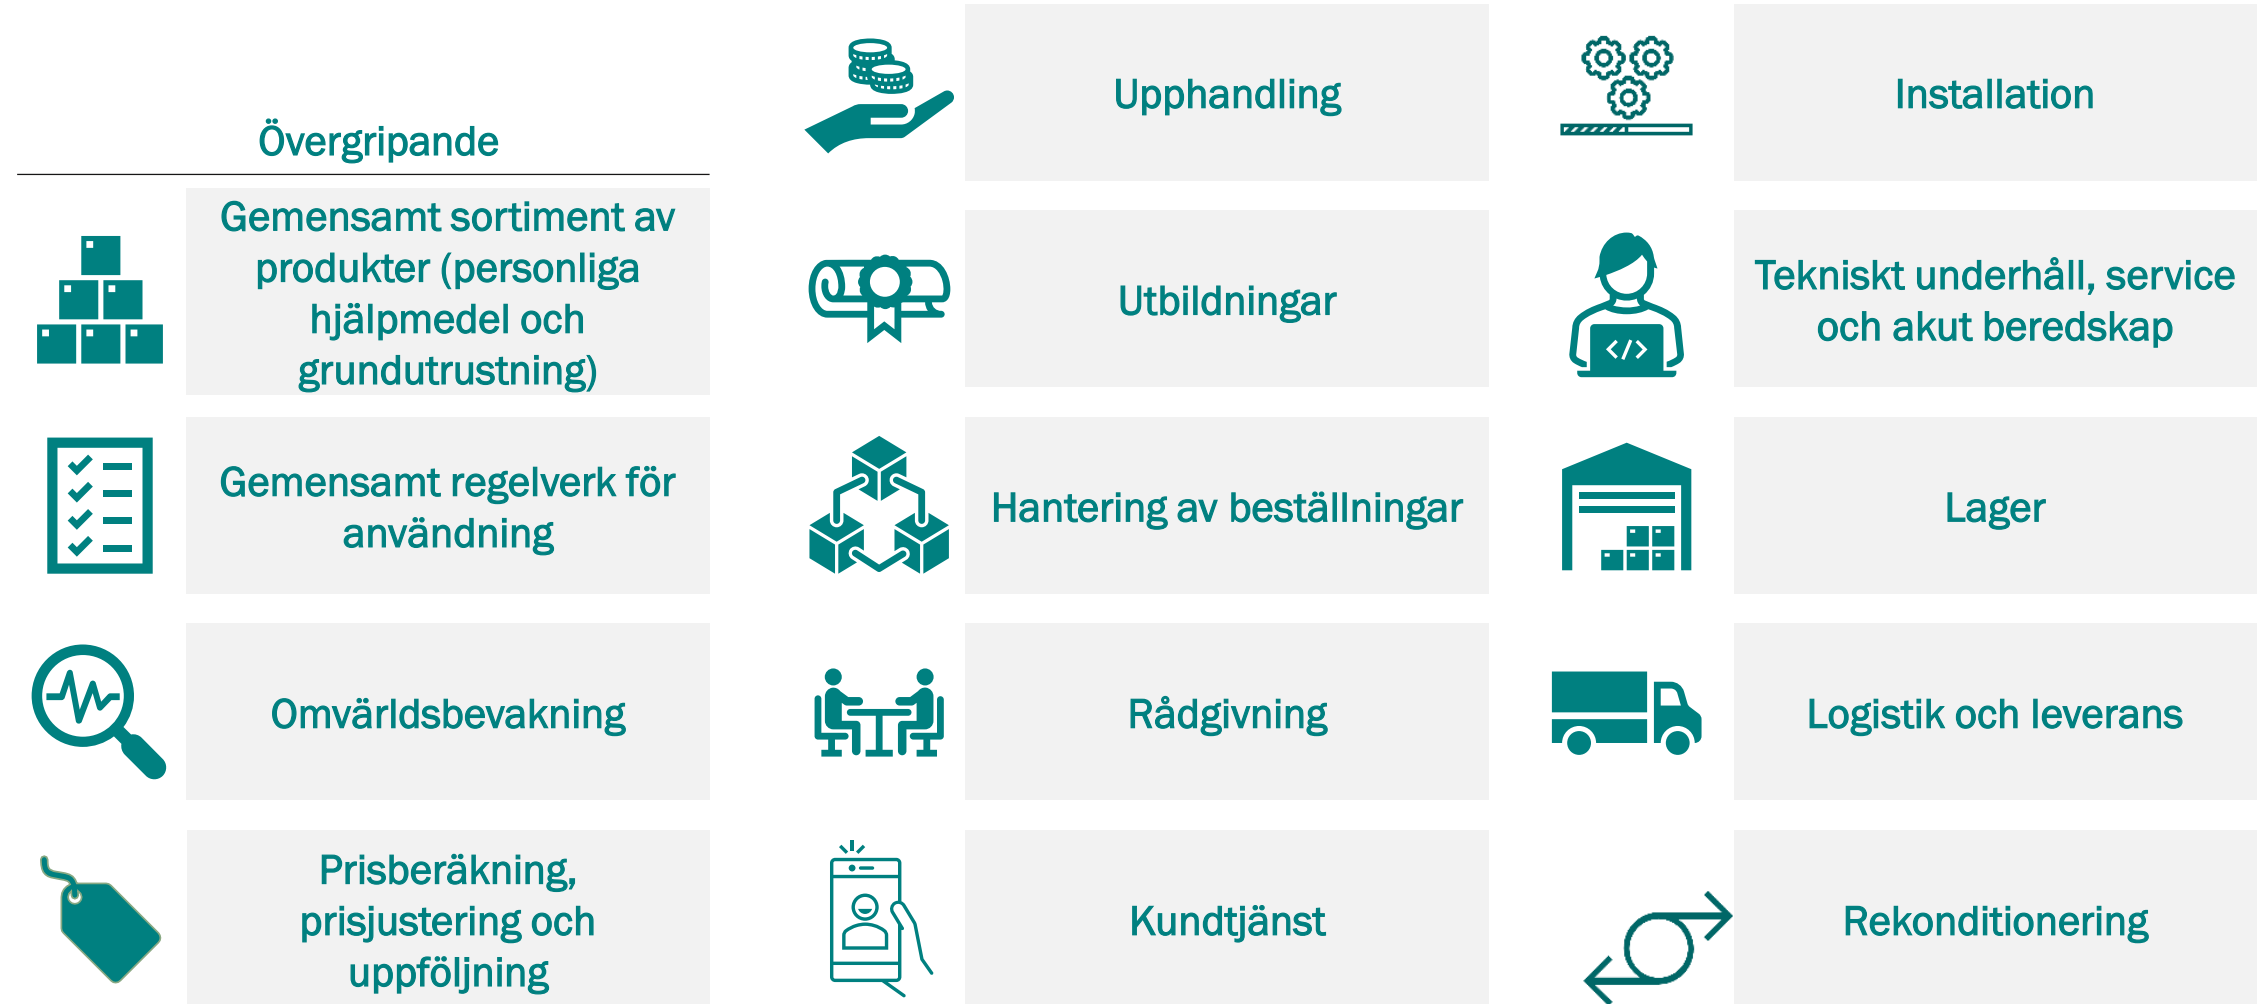 Övergripande
Gemensamt sortiment av
produkter (personliga
hjälpmedel och
grundutrustning)
Gemensamt regelverk för
användning
Omvärldsbevakning
Prisberäkning,
prisjustering och
uppföljning
Upphandling
Utbildningar
Hantering av beställningar
Rådgivning
Kundtjänst
Installation
Tekniskt underhåll, service
och akut beredskap
Lager
Logistik och leverans
Rekonditionering